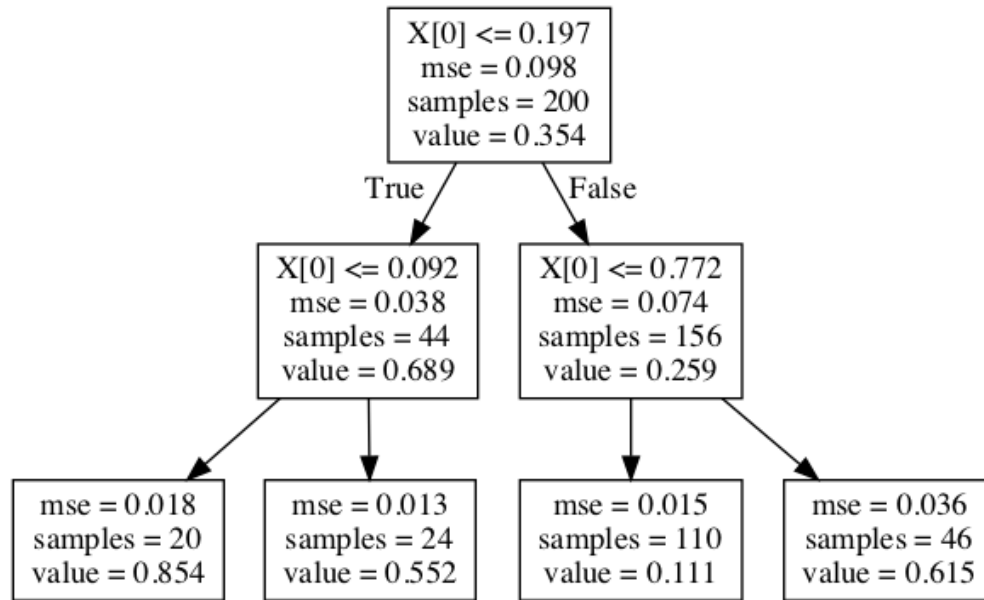 X[0] <= 0.197
mse = 0.098
samples = 200
value = 0.354
True
False
X[0] <= 0.092
mse = 0.038
samples = 44
value = 0.689
X[0] <= 0.772
mse = 0.074
samples = 156
value = 0.259
mse = 0.018
samples = 20
value = 0.854
mse = 0.013
samples = 24
value = 0.552
mse = 0.015
samples = 110
value = 0.111
mse = 0.036
samples = 46
value = 0.615